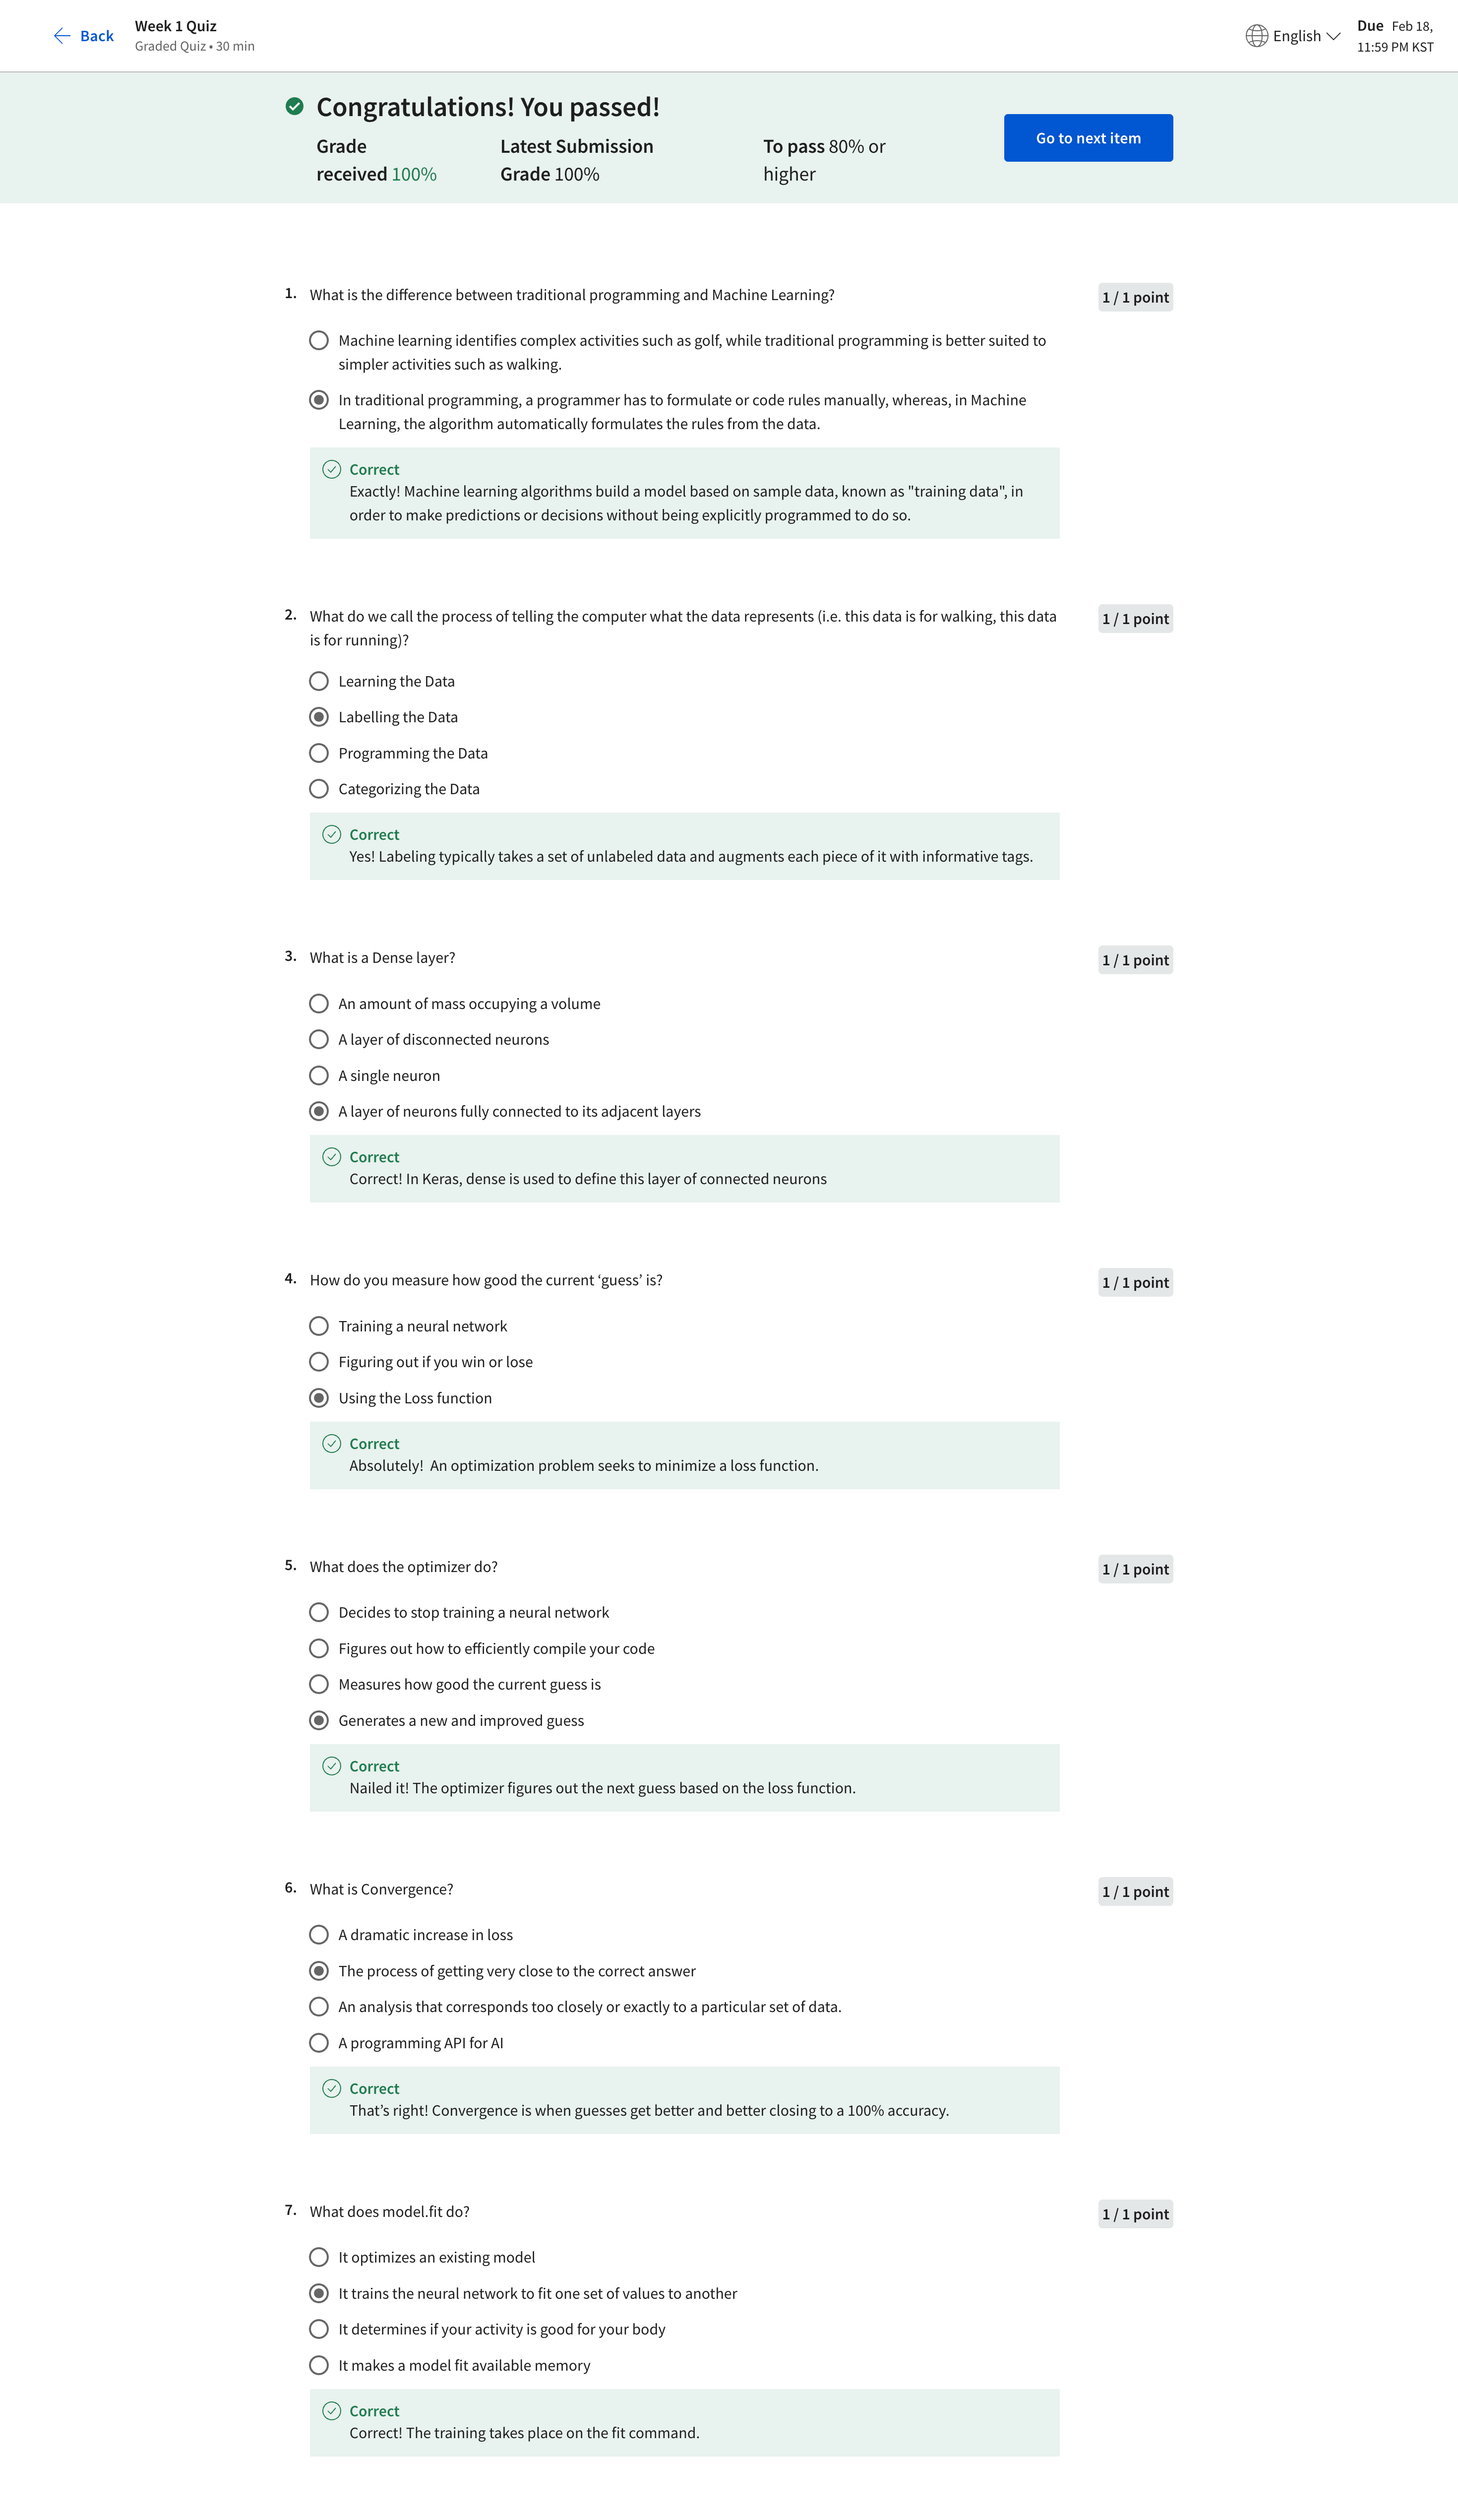 Back
Week 1 Quiz
Graded Quiz • 30 min
English
Due Feb 18,
11:59 PM KST
Congratulations! You passed!
Grade
received 100%
Latest Submission
Grade 100%
To pass 80% or
higher
Go to next item
1. What is the difference between traditional programming and Machine Learning?
1 / 1 point
Machine learning identifies complex activities such as golf, while traditional programming is better suited to
simpler activities such as walking.
In traditional programming, a programmer has to formulate or code rules manually, whereas, in Machine
Learning, the algorithm automatically formulates the rules from the data.
Correct
Exactly! Machine learning algorithms build a model based on sample data, known as "training data", in
order to make predictions or decisions without being explicitly programmed to do so.
2. What do we call the process of telling the computer what the data represents (i.e. this data is for walking, this data
is for running)?
1 / 1 point
Learning the Data
Labelling the Data
Programming the Data
Categorizing the Data
Correct
Yes! Labeling typically takes a set of unlabeled data and augments each piece of it with informative tags.
3. What is a Dense layer?
1 / 1 point
An amount of mass occupying a volume
A layer of disconnected neurons
A single neuron
A layer of neurons fully connected to its adjacent layers
Correct
Correct! In Keras, dense is used to define this layer of connected neurons
4. How do you measure how good the current ‘guess’ is?
1 / 1 point
Training a neural network
Figuring out if you win or lose
Using the Loss function
Correct
Absolutely!  An optimization problem seeks to minimize a loss function.
5. What does the optimizer do?
1 / 1 point
Decides to stop training a neural network
Figures out how to efficiently compile your code
Measures how good the current guess is
Generates a new and improved guess
Correct
Nailed it! The optimizer figures out the next guess based on the loss function.
6. What is Convergence?
1 / 1 point
A dramatic increase in loss
The process of getting very close to the correct answer
An analysis that corresponds too closely or exactly to a particular set of data.
A programming API for AI
Correct
That’s right! Convergence is when guesses get better and better closing to a 100% accuracy.
7. What does model.fit do?
1 / 1 point
It optimizes an existing model
It trains the neural network to fit one set of values to another
It determines if your activity is good for your body
It makes a model fit available memory
Correct
Correct! The training takes place on the fit command.